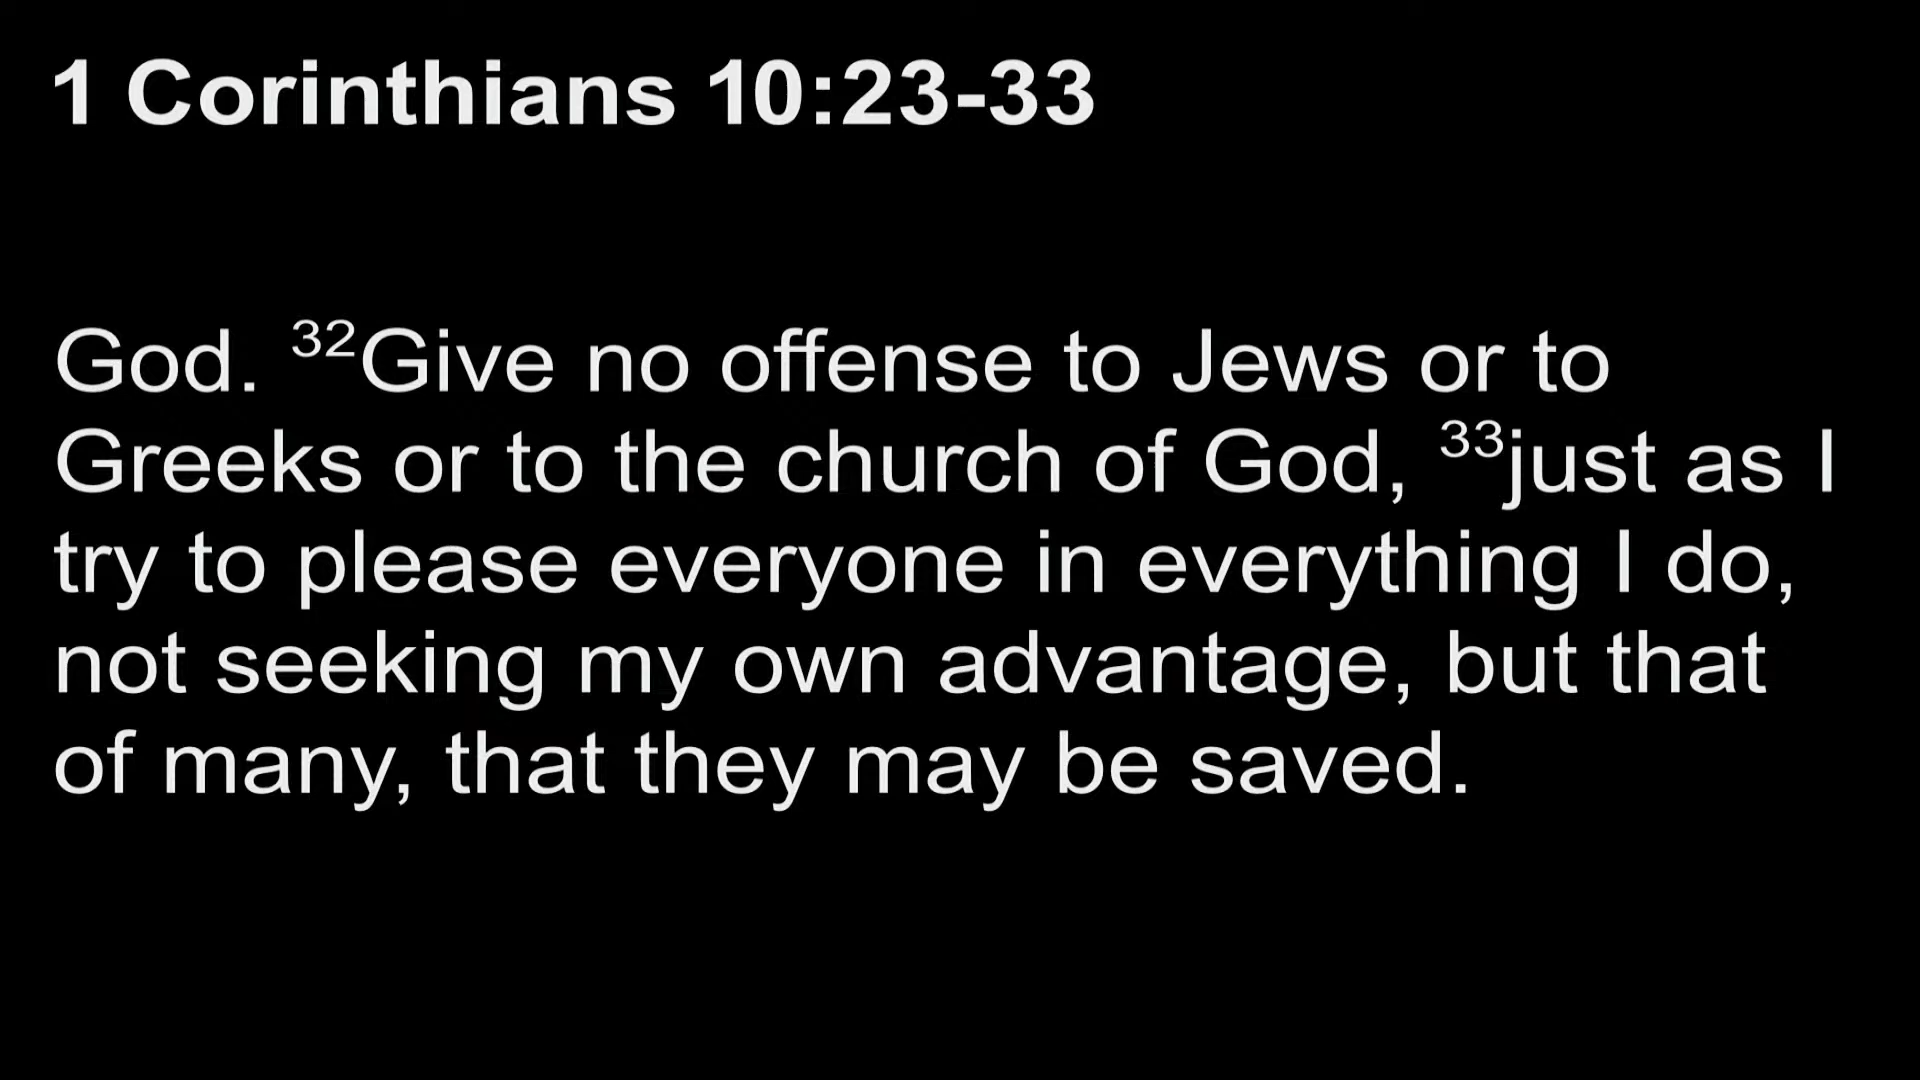 1 Corinthians 10:23-33
God. ³²Give no offense to Jews or to
Greeks or to the church of God, ³³just as I
try to please everyone in everything I do,
not seeking my own advantage, but that
of many, that they may be saved.